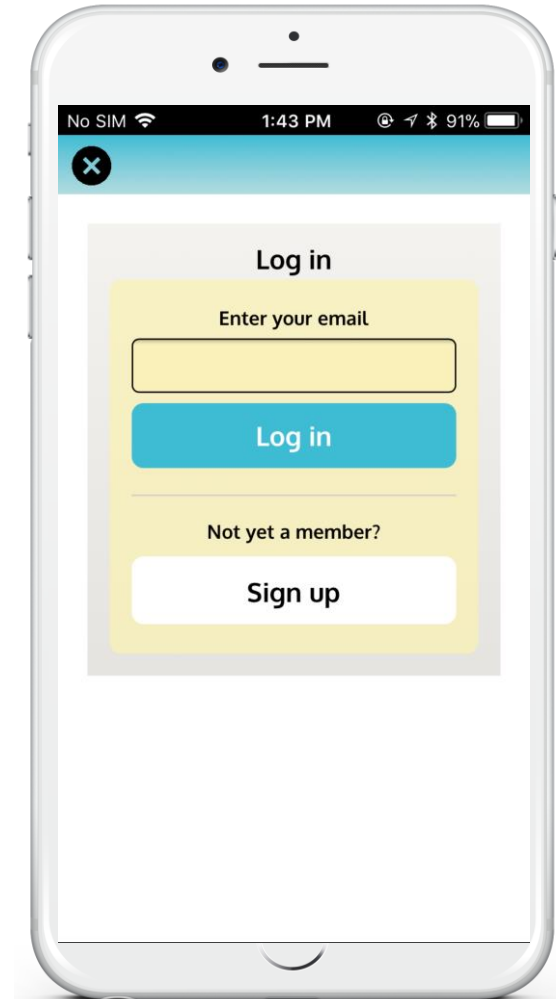 No SIM 1:43 PM 91%
Log in
Enter your email
Log in
Not yet a member?
Sign up